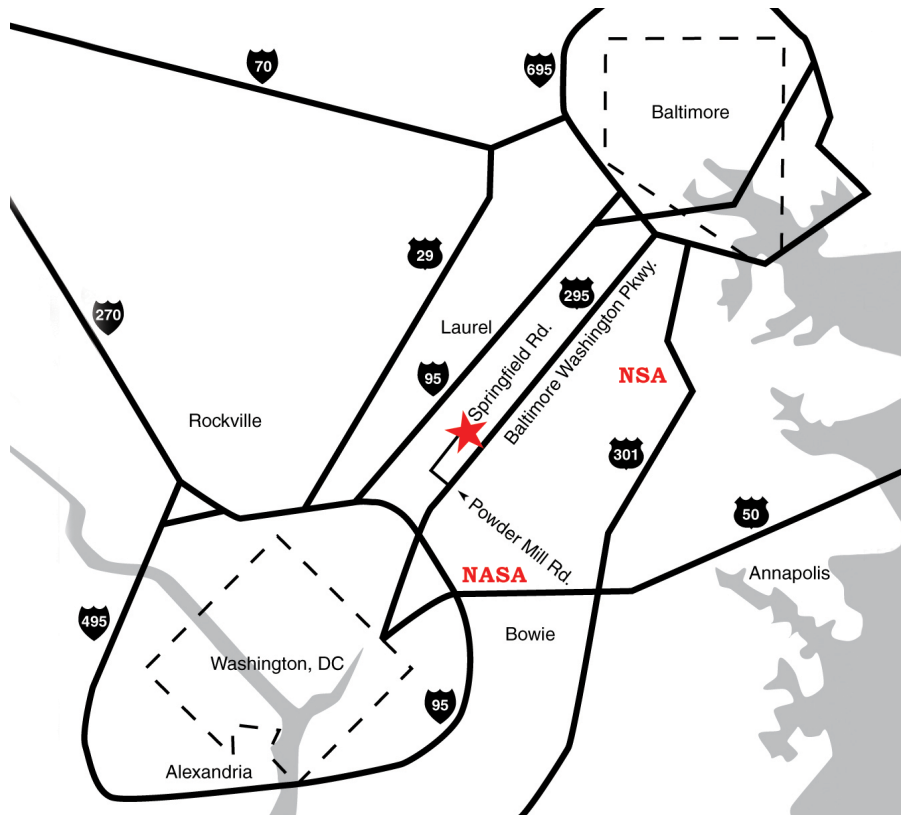 70
695
Baltimore
29
295
270
Laurel
Springfield Rd.
Baltimore Washington Pkwy.
95
NSA
Rockville
301
50
Powder Mill Rd.
NASA
Annapolis
495
Bowie
Washington, DC
95
Alexandria